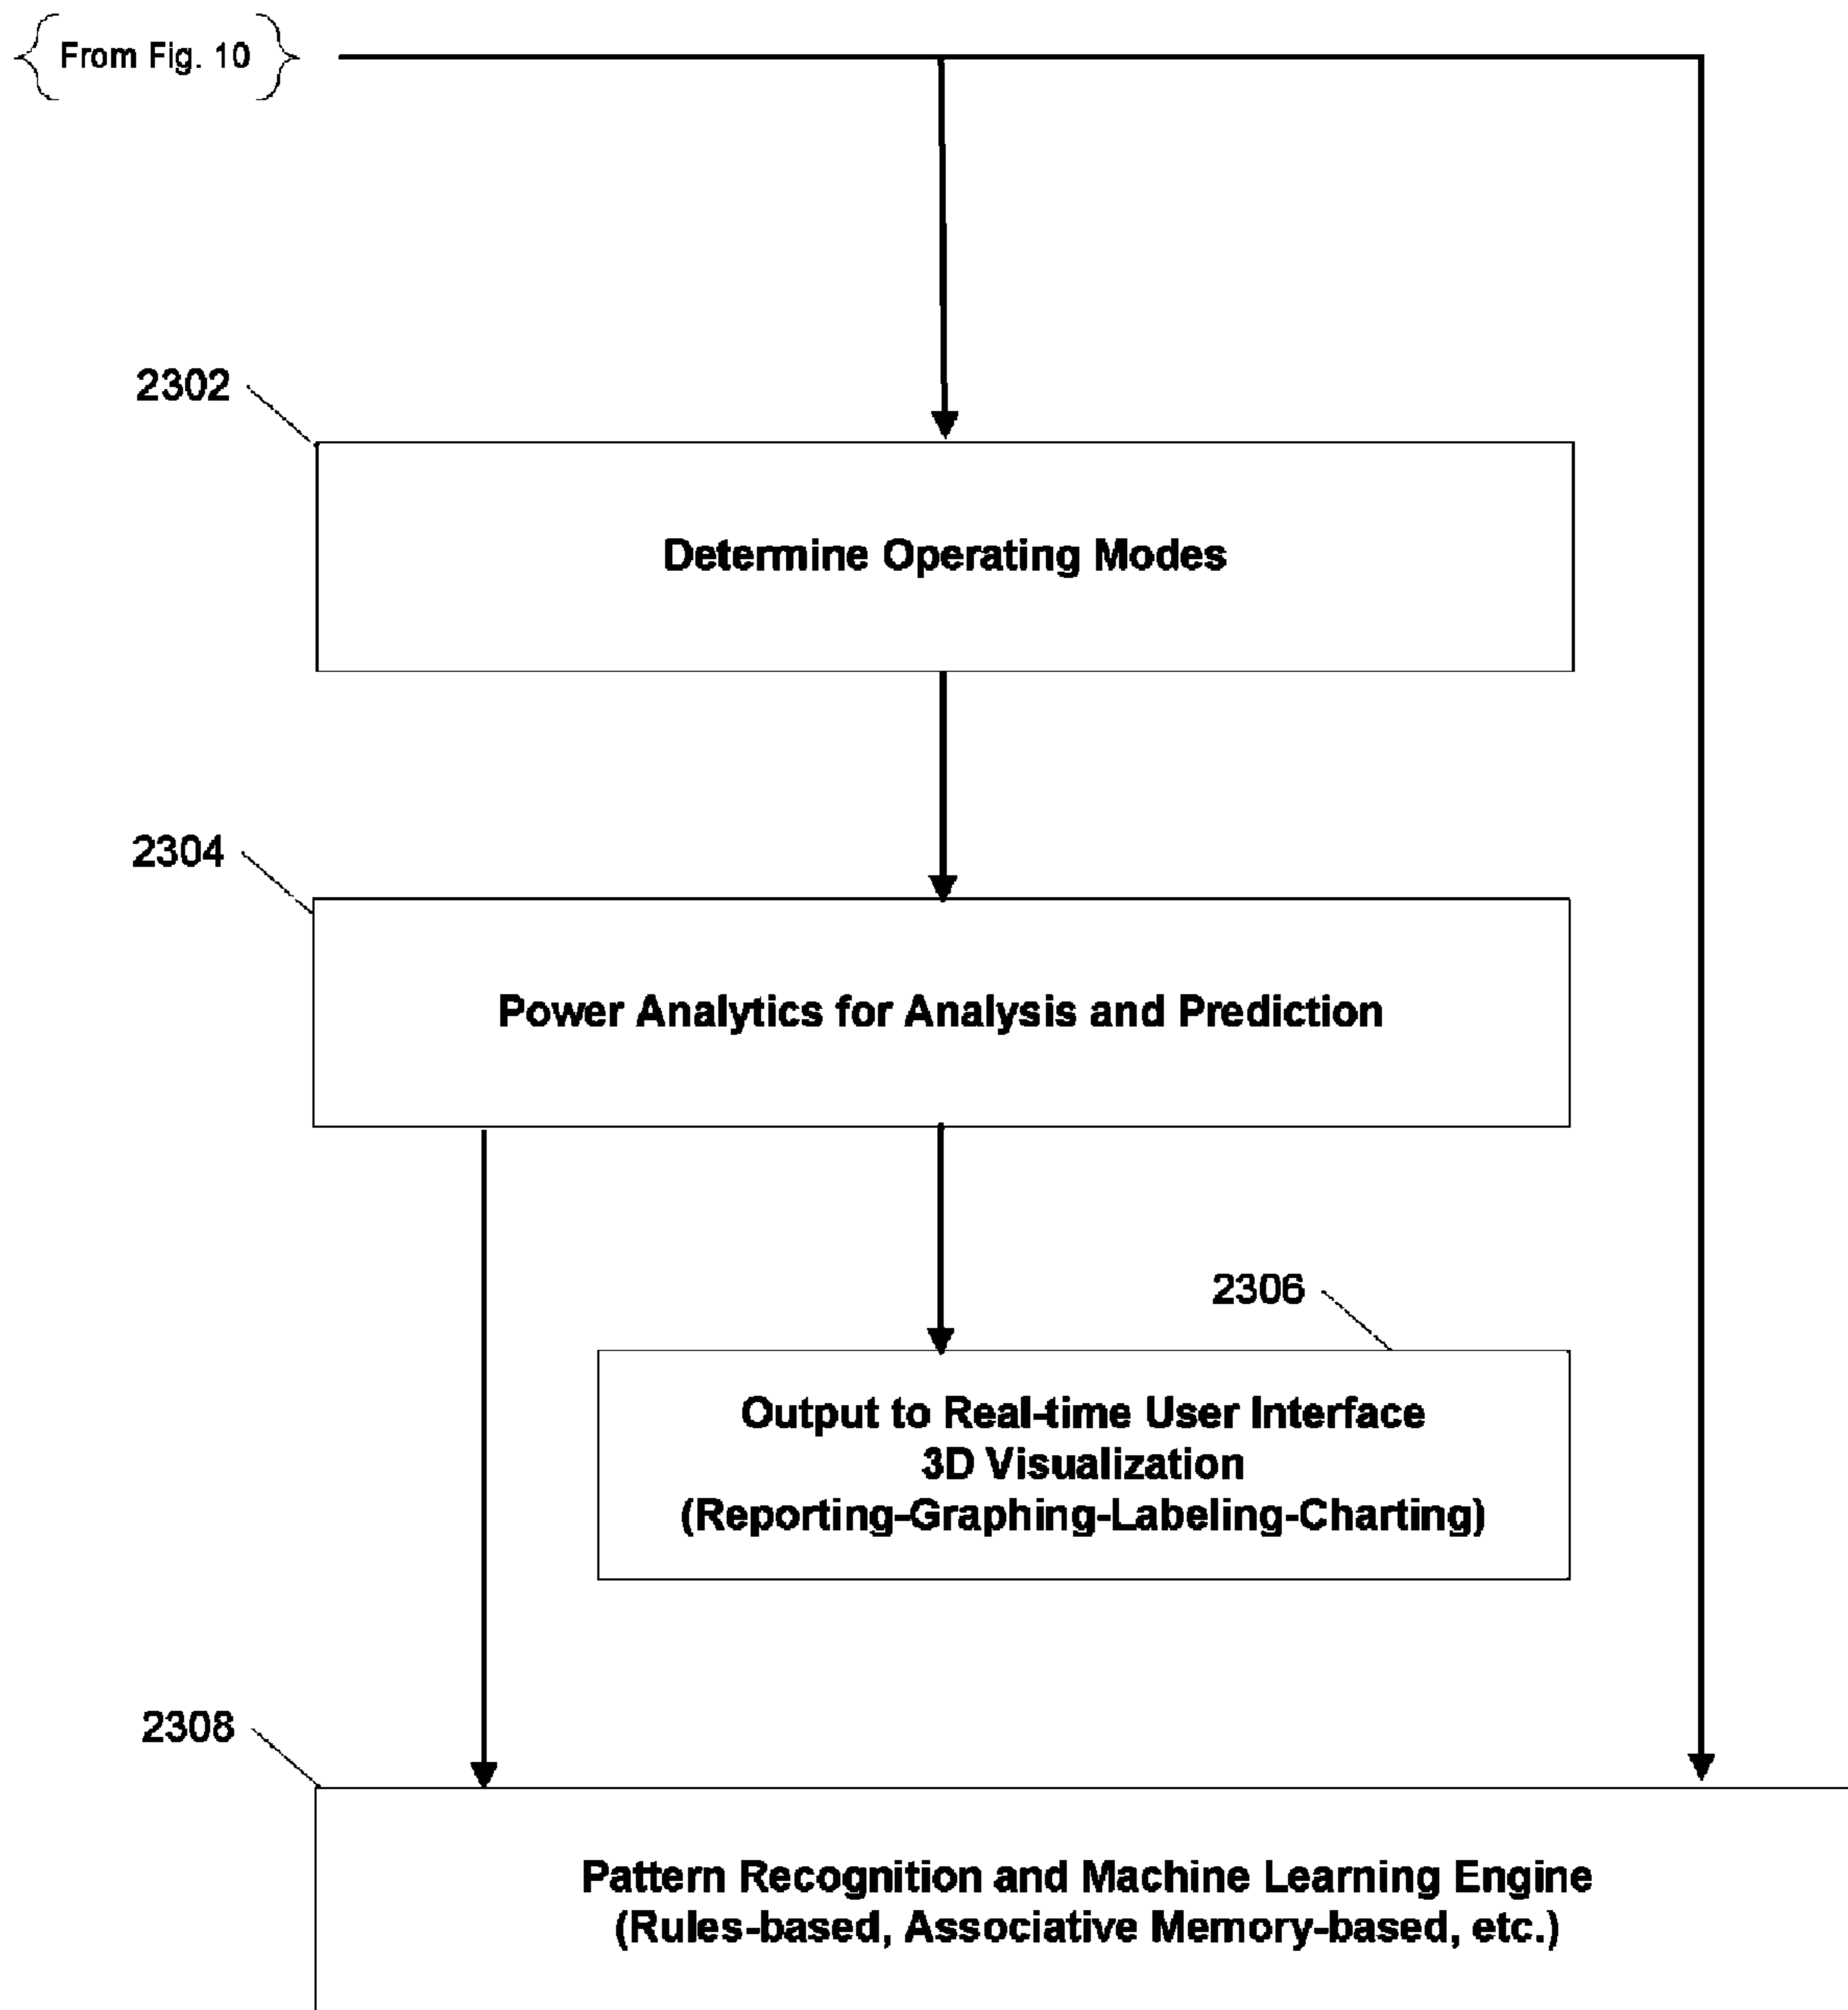 From Fig. 10
2302
Determine Operating Modes
2304
Power Analytics for Analysis and Prediction
2306
Output to Real-time User Interface
3D Visualization
(Reporting-Graphing-Labeling-Charting)
2308
Pattern Recognition and Machine Learning Engine
(Rules-based, Associative Memory-based, etc.)